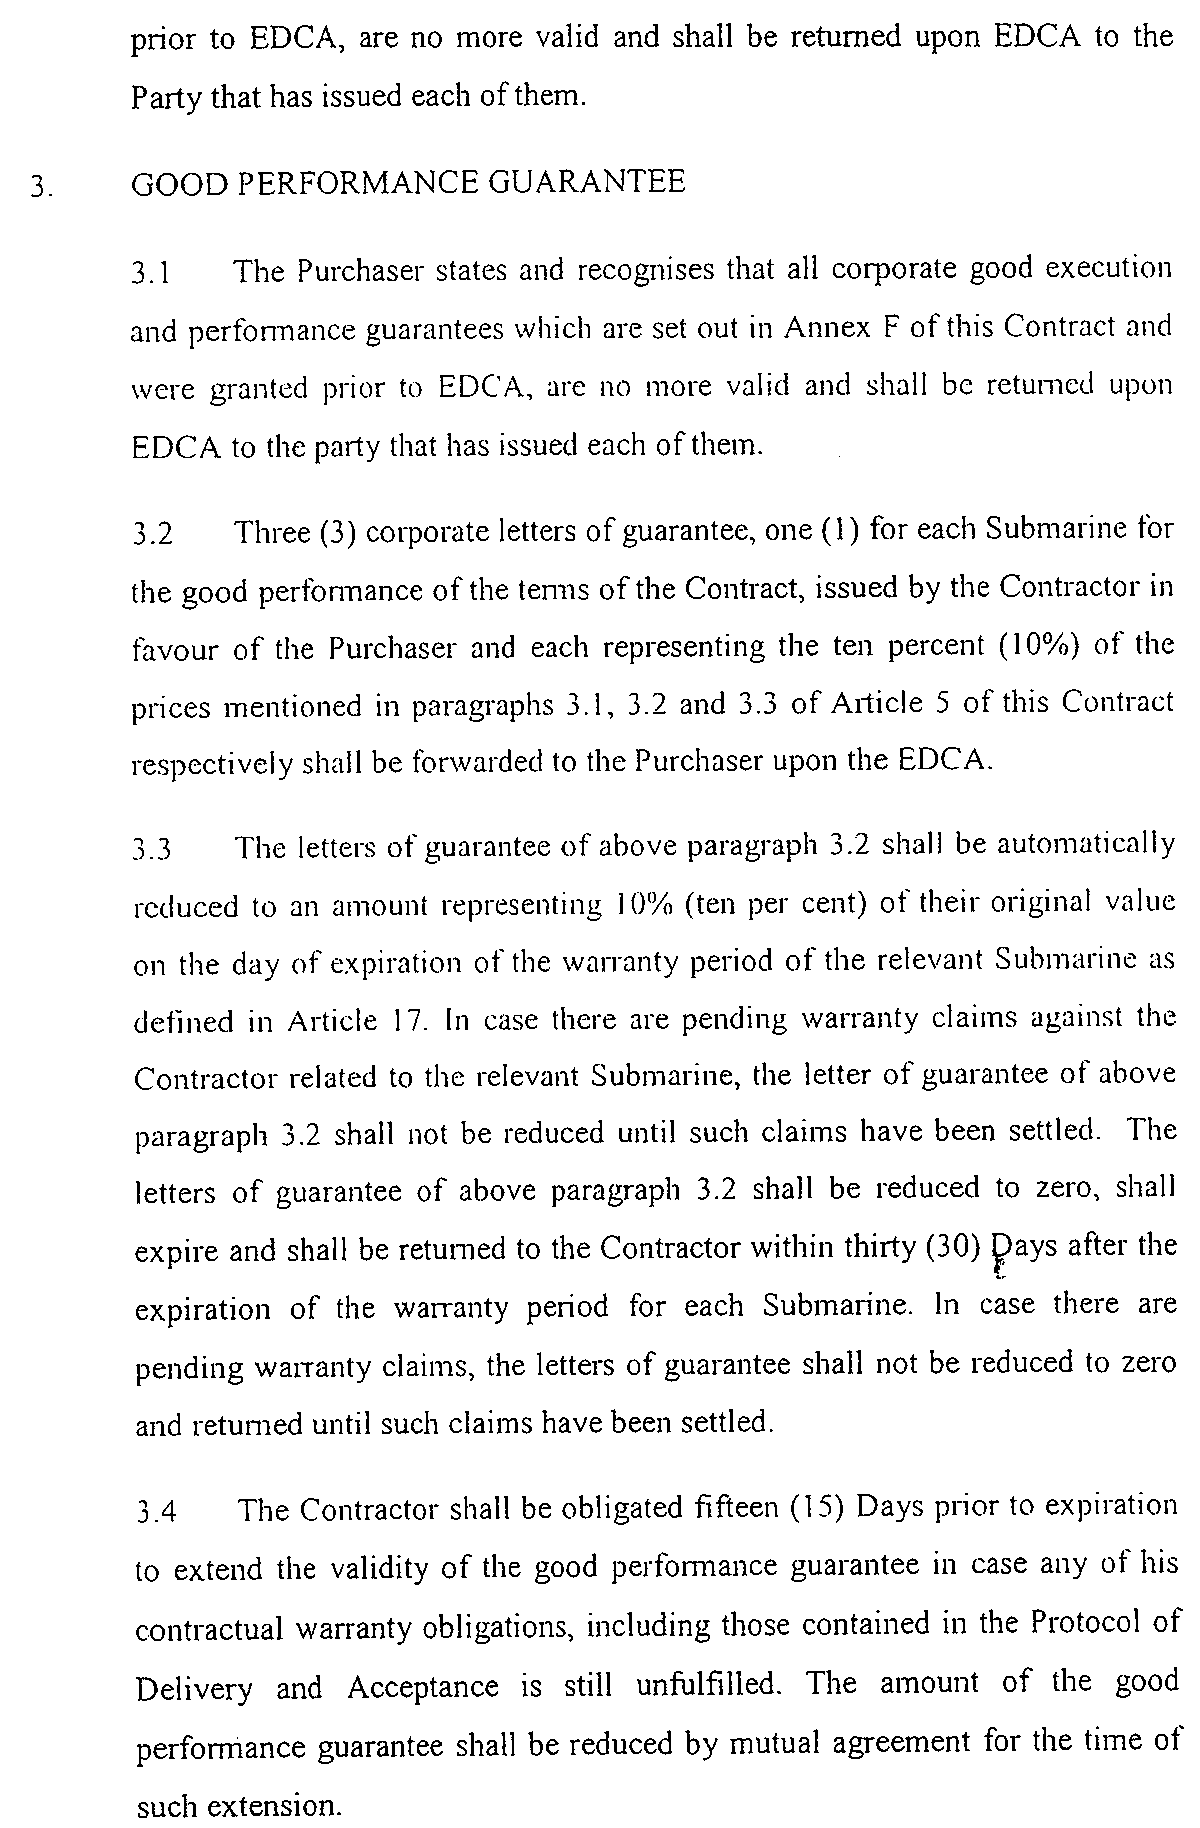 prior to EDCA, are no more valid and shall be returned upon EDCA to the
Party that has issued each of them.
3. GOOD PERFORMANCE GUARANTEE
3.1 The Purchaser states and recognises that all corporate good execution
and performance guarantees which are set out in Annex F of this Contract and
were granted prior to EDCA, are no more valid and shall be returned upon
EDCA to the party that has issued each of them.
3.2 Three (3) corporate letters of guarantee, one (1) for each Submarine for
the good performance of the terms of the Contract, issued by the Contractor in
favour of the Purchaser and each representing the ten percent (10%) of the
prices mentioned in paragraphs 3.1, 3.2 and 3.3 of Article 5 of this Contract
respectively shall be forwarded to the Purchaser upon the EDCA.
3.3 The letters of guarantee of above paragraph 3.2 shall be automatically
reduced to an amount representing 10% (ten per cent) of their original value
on the day of expiration of the warranty period of the relevant Submarine as
defined in Article 17. In case there are pending warranty claims against the
Contractor related to the relevant Submarine, the letter of guarantee of above
paragraph 3.2 shall not be reduced until such claims have been settled. The
letters of guarantee of above paragraph 3.2 shall be reduced to zero, shall
expire and shall be returned to the Contractor within thirty (30) Days after the
expiration of the warranty period for each Submarine. In case there are
pending warranty claims, the letters of guarantee shall not be reduced to zero
and returned until such claims have been settled.
3.4 The Contractor shall be obligated fifteen (15) Days prior to expiration
to extend the validity of the good performance guarantee in case any of his
contractual warranty obligations, including those contained in the Protocol of
Delivery and Acceptance is still unfulfilled. The amount of the good
performance guarantee shall be reduced by mutual agreement for the time of
such extension.